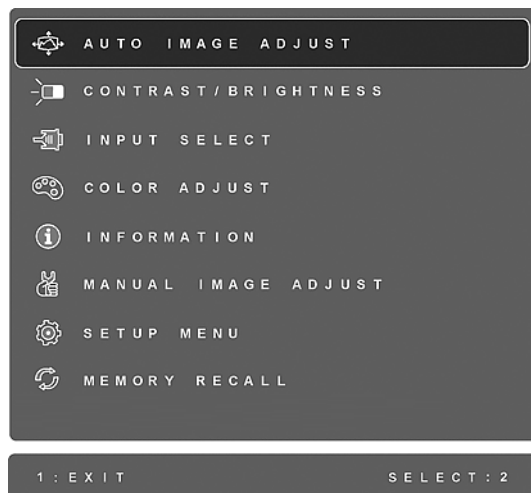 AUTO IMAGE ADJUST
CONTRAST/BRIGHTNESS
INPUT SELECT
COLOR ADJUST
INFORMATION
MANUAL IMAGE ADJUST
SETUP MENU
MEMORY RECALL
1:EXIT SELECT:2